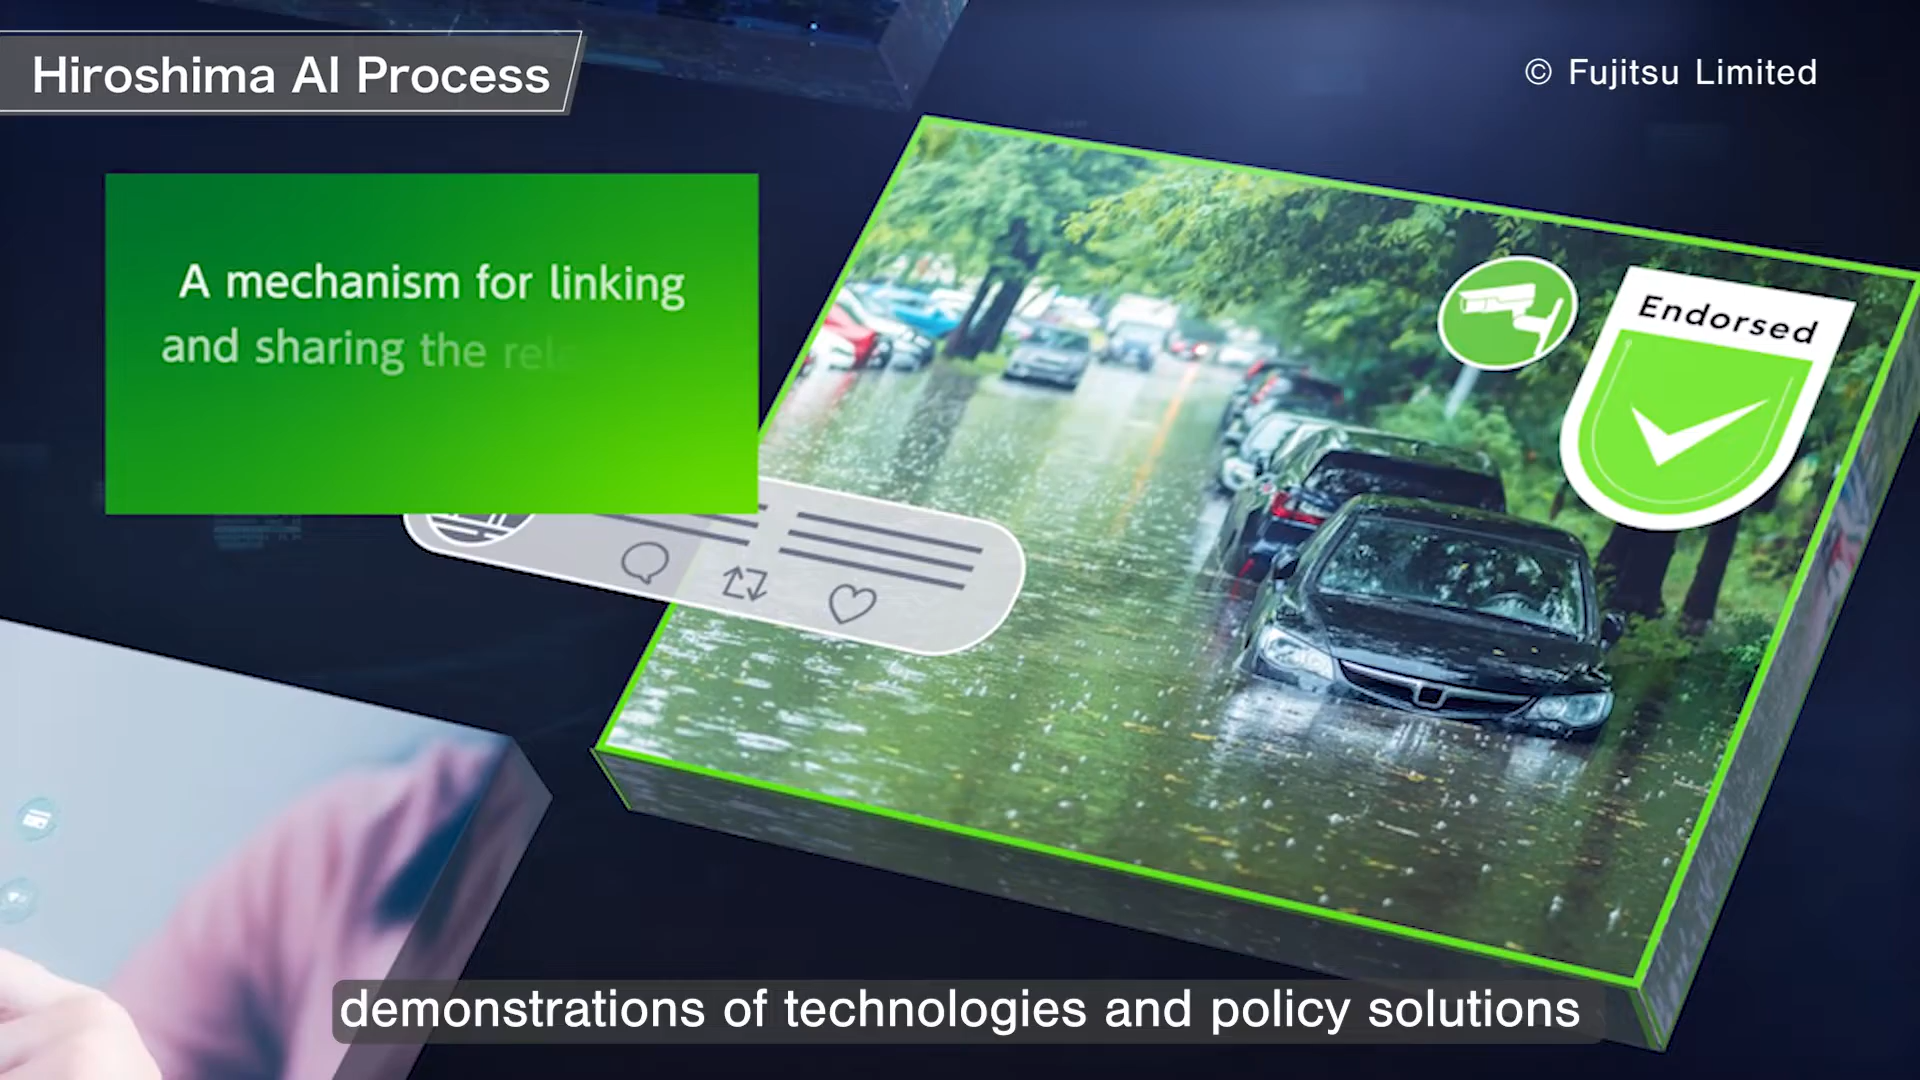 Hiroshima AI Process
© Fujitsu Limited
A mechanism for linking
and sharing the
Endorsed
demonstrations of technologies and policy solutions